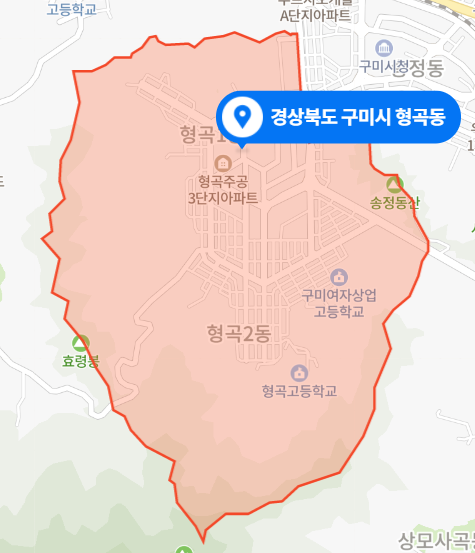 고등학교
A단지아파트
구미시청
정동
경상북도 구미시 형곡동
형곡1
형곡주공
3단지아파트
송정동산
구미여자상업
고등학교
형곡2동
효령봉
형곡고등학교
상모사곡